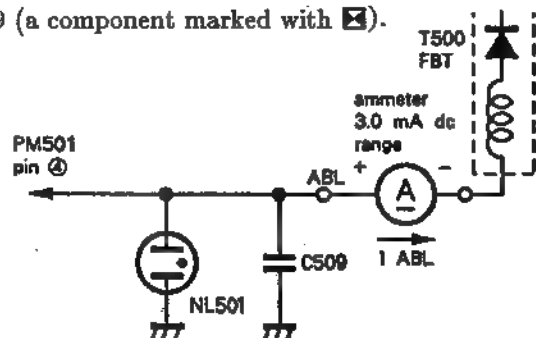 9 (a component marked with ⧓).
T500
FBT
ammeter
3.0 mA dc
range
PM501
pin ④
ABL
+ -
A
1 ABL
C509
NL501